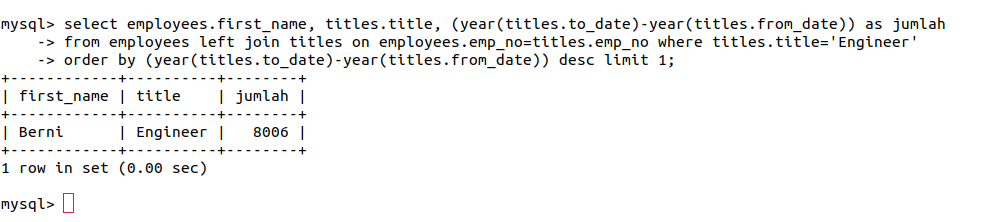 mysql> select employees.first_name, titles.title, (year(titles.to_date)-year(titles.from_date)) as jumlah
    -> from employees left join titles on employees.emp_no=titles.emp_no where titles.title='Engineer'
    -> order by (year(titles.to_date)-year(titles.from_date)) desc limit 1;
+------------+----------+--------+
| first_name | title    | jumlah |
+------------+----------+--------+
| Berni      | Engineer |   8006 |
+------------+----------+--------+
1 row in set (0.00 sec)

mysql>